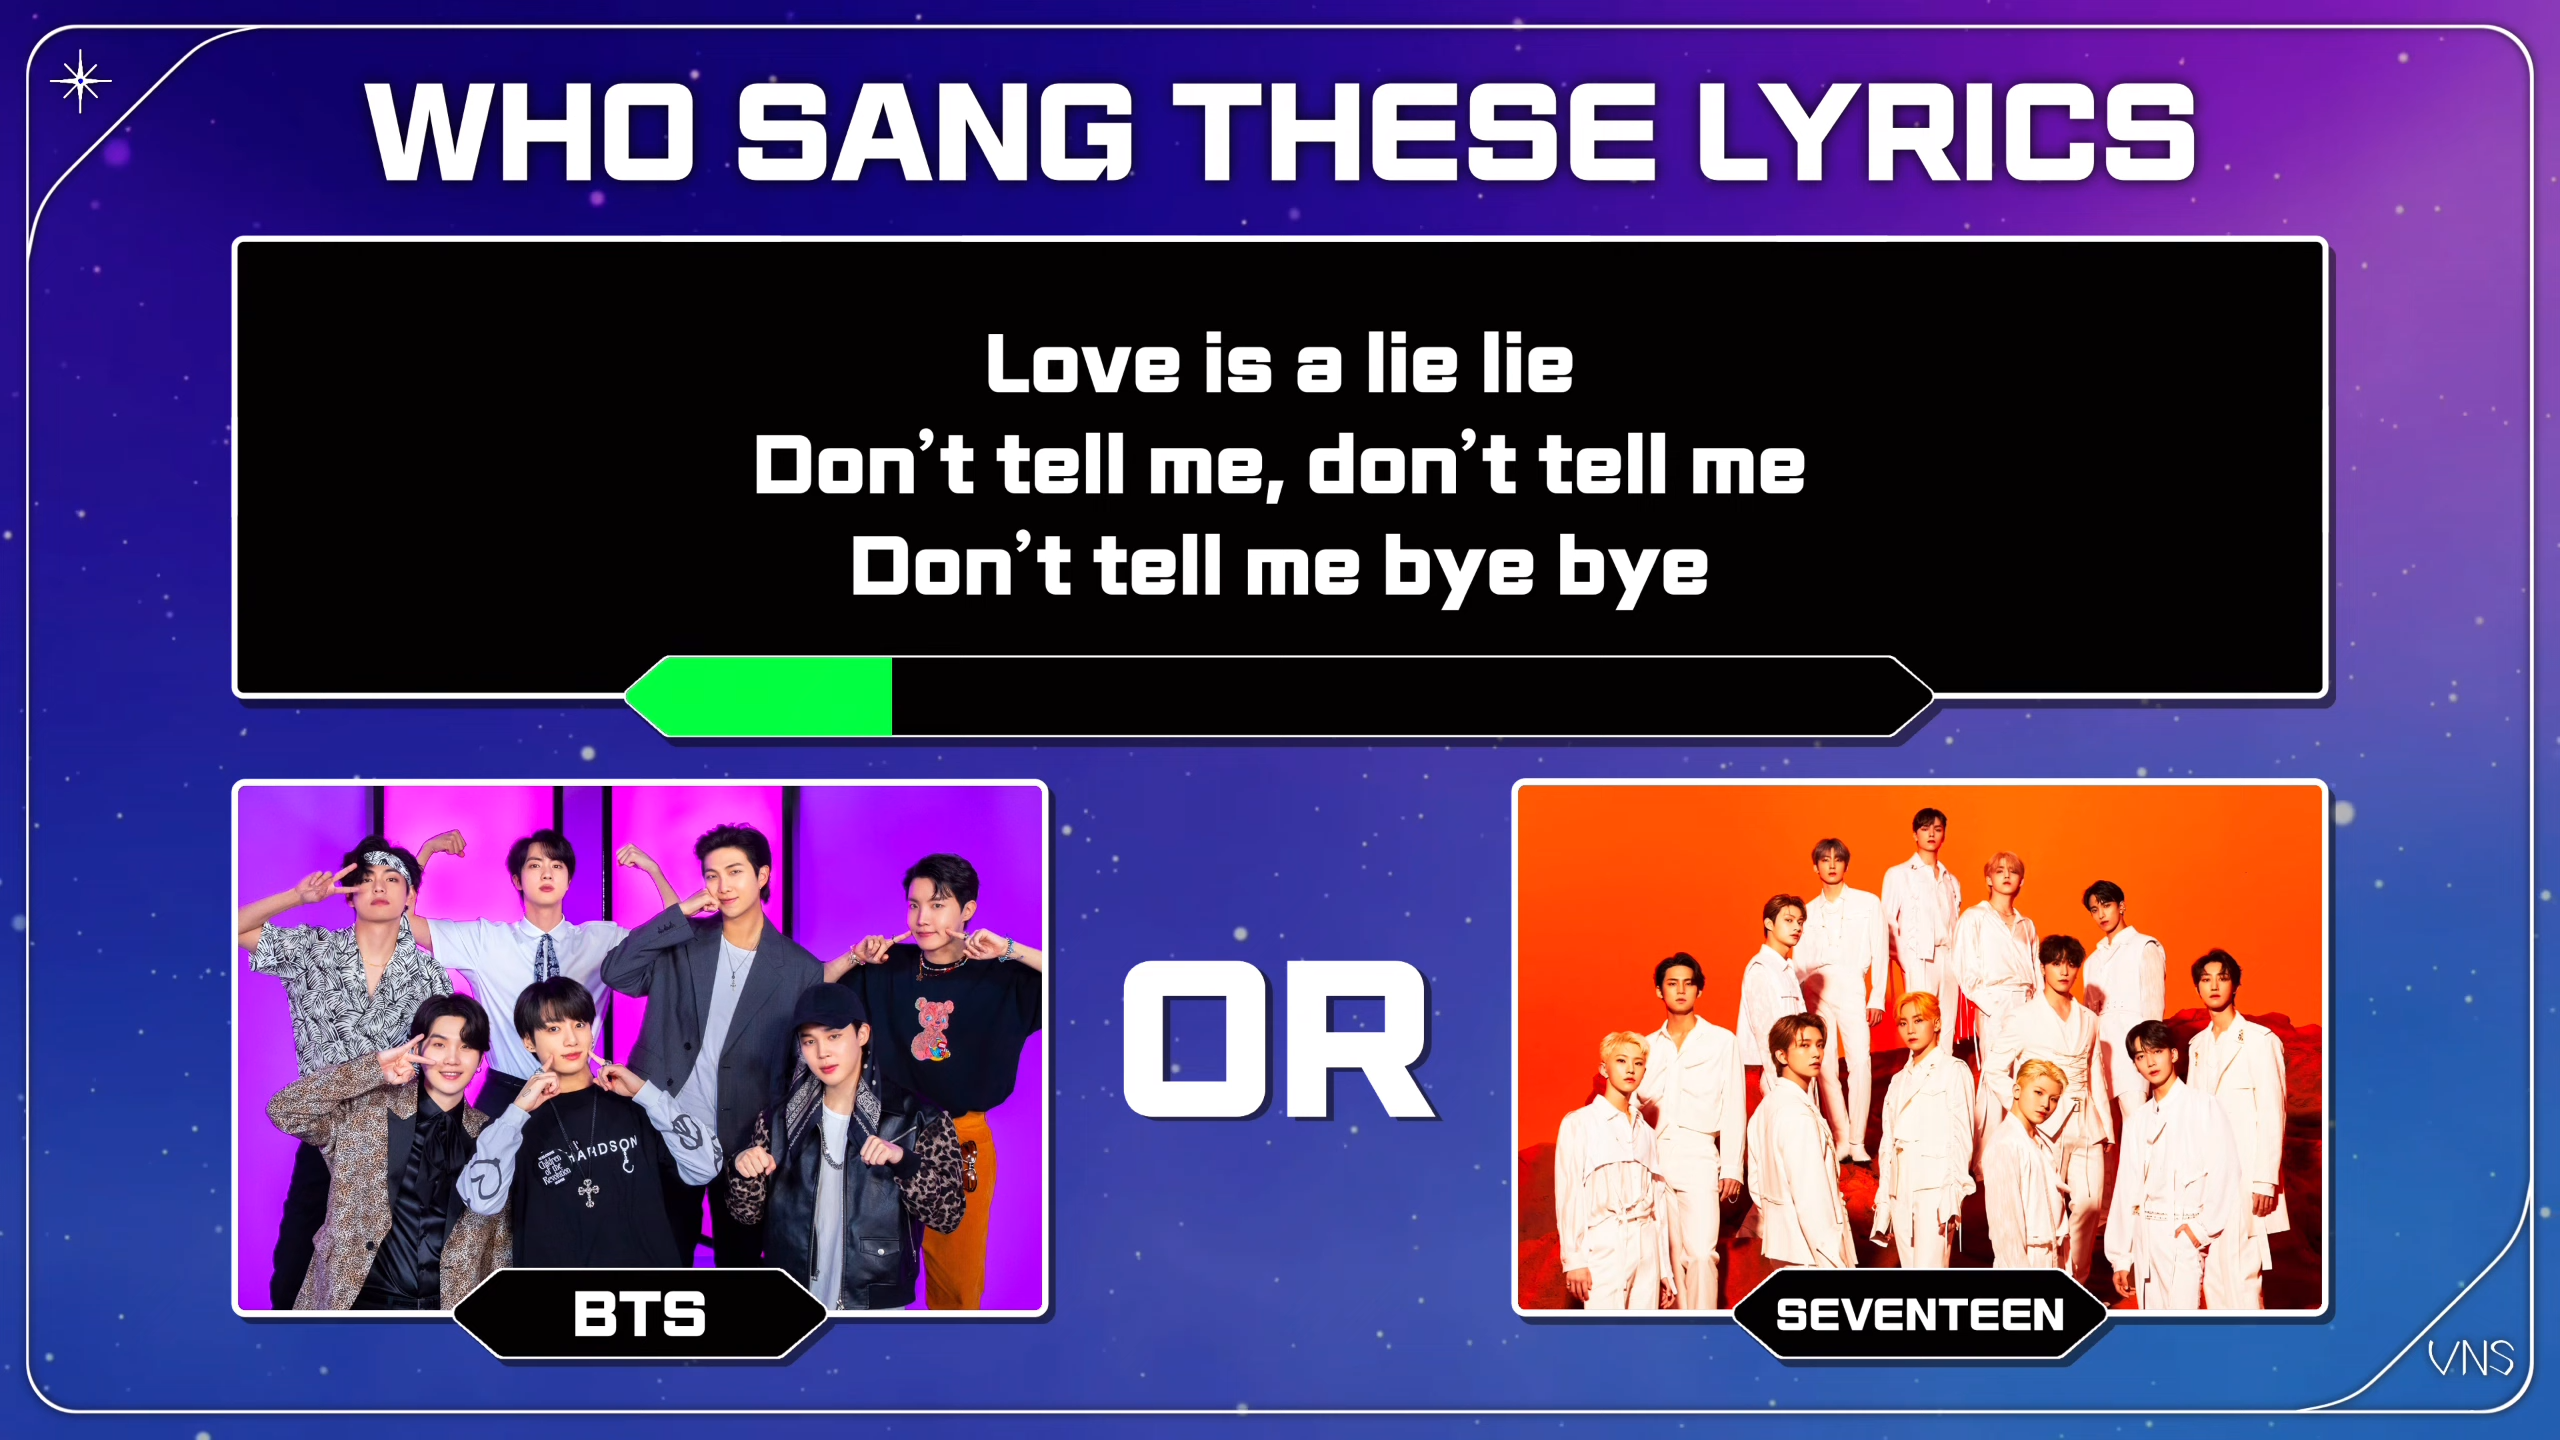 WHO SANG THESE LYRICS
Love is a lie lie
Don't tell me, don't tell me
Don't tell me bye bye
OR
BTS
SEVENTEEN
VNS